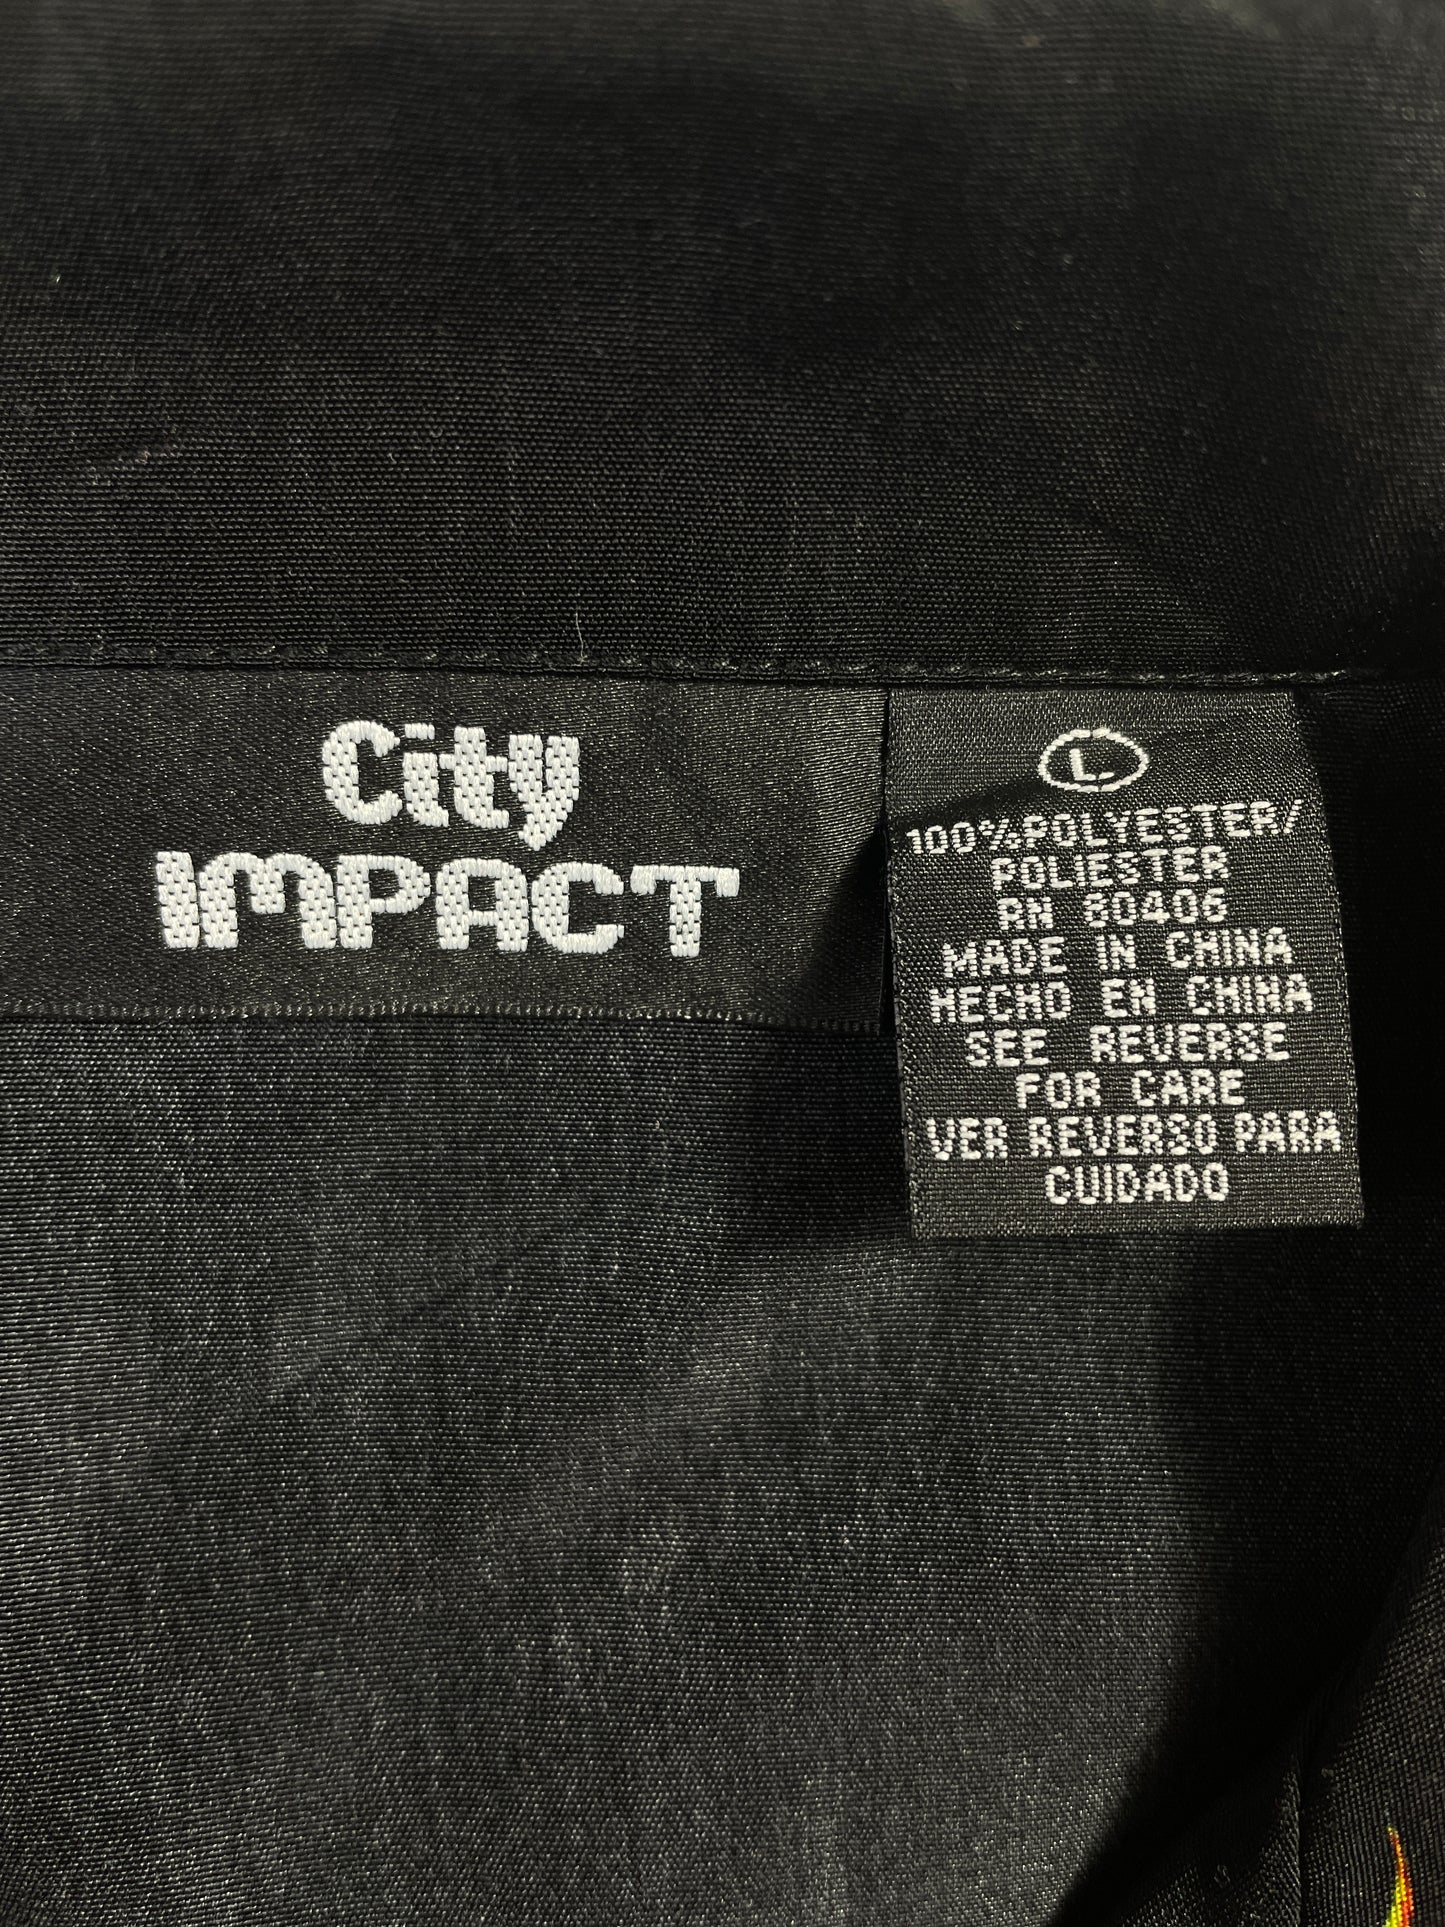 City
IMPACT
L
100%POLYESTER/
POLIESTER
RN 80406
MADE IN CHINA
HECHO EN CHINA
SEE REVERSE
FOR CARE
VER REVERSO PARA
CUIDADO